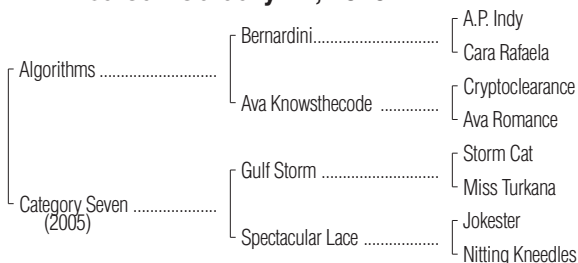 A.P. Indy
Bernardini
Cara Rafaela
Algorithms
Cryptoclearance
Ava Knowsthecode
Ava Romance
Storm Cat
Gulf Storm
Miss Turkana
Category Seven
(2005)
Jokester
Spectacular Lace
Nitting Kneedles